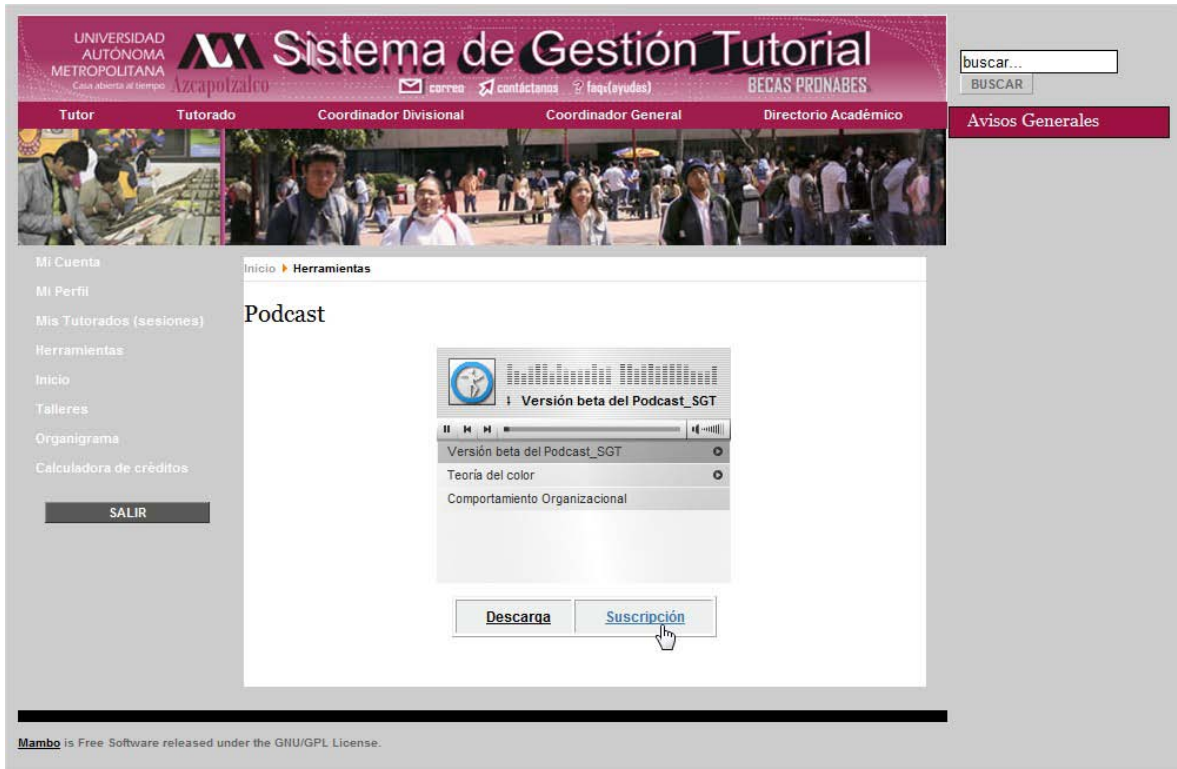 UNIVERSIDAD
AUTÓNOMA
METROPOLITANA
Casa abierta al tiempo
Azcapotzalco
Sistema de Gestión Tutorial
correo contáctanos ? faqs(ayudas)
BECAS PRONABES
buscar...
BUSCAR
Tutor Tutorado Coordinador Divisional Coordinador General Directorio Académico
Avisos Generales
Mi Cuenta
Mi Perfil
Mis Tutorados (sesiones)
Herramientas
Inicio
Talleres
Organigrama
Calculadora de créditos
SALIR
Inicio Herramientas
Podcast
Versión beta del Podcast_SGT
Versión beta del Podcast_SGT
Teoría del color
Comportamiento Organizacional
Descarga Suscripción
Mambo is Free Software released under the GNU/GPL License.